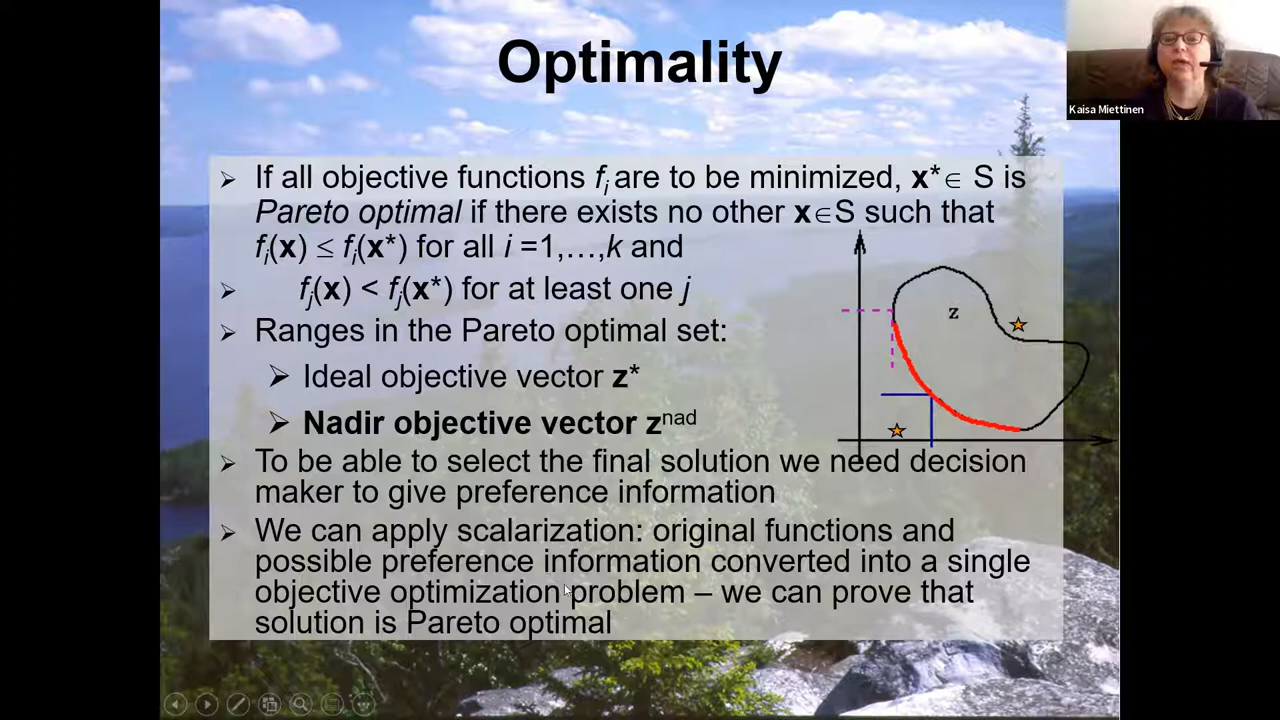 Optimality
Kaisa Miettinen
If all objective functions fi are to be minimized, x*∈ S is
Pareto optimal if there exists no other x∈S such that
fi(x) ≤ fi(x*) for all i =1,…,k and
fj(x) < fj(x*) for at least one j
Ranges in the Pareto optimal set:
Ideal objective vector z*
Nadir objective vector znad
z
To be able to select the final solution we need decision
maker to give preference information
We can apply scalarization: original functions and
possible preference information converted into a single
objective optimization problem – we can prove that
solution is Pareto optimal